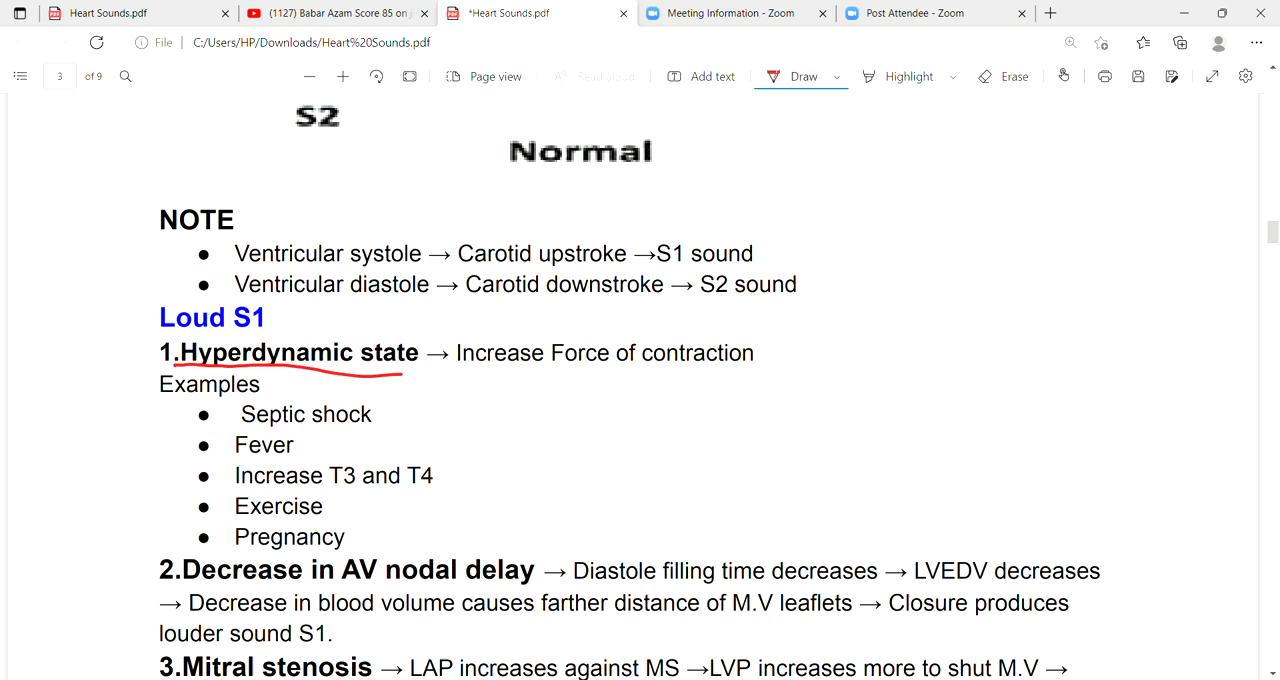 Heart Sounds.pdf
(1127) Babar Azam Score 85 on
*Heart Sounds.pdf
Meeting Information - Zoom
Post Attendee - Zoom
File
C:/Users/HP/Downloads/Heart%20Sounds.pdf
3 of 9
Page view
Read aloud
Add text
Draw
Highlight
Erase
S2
Normal
NOTE
● Ventricular systole → Carotid upstroke →S1 sound
● Ventricular diastole → Carotid downstroke → S2 sound
Loud S1
1.Hyperdynamic state → Increase Force of contraction
Examples
● Septic shock
● Fever
● Increase T3 and T4
● Exercise
● Pregnancy
2.Decrease in AV nodal delay → Diastole filling time decreases → LVEDV decreases
→ Decrease in blood volume causes farther distance of M.V leaflets → Closure produces
louder sound S1.
3.Mitral stenosis → LAP increases against MS →LVP increases more to shut M.V →